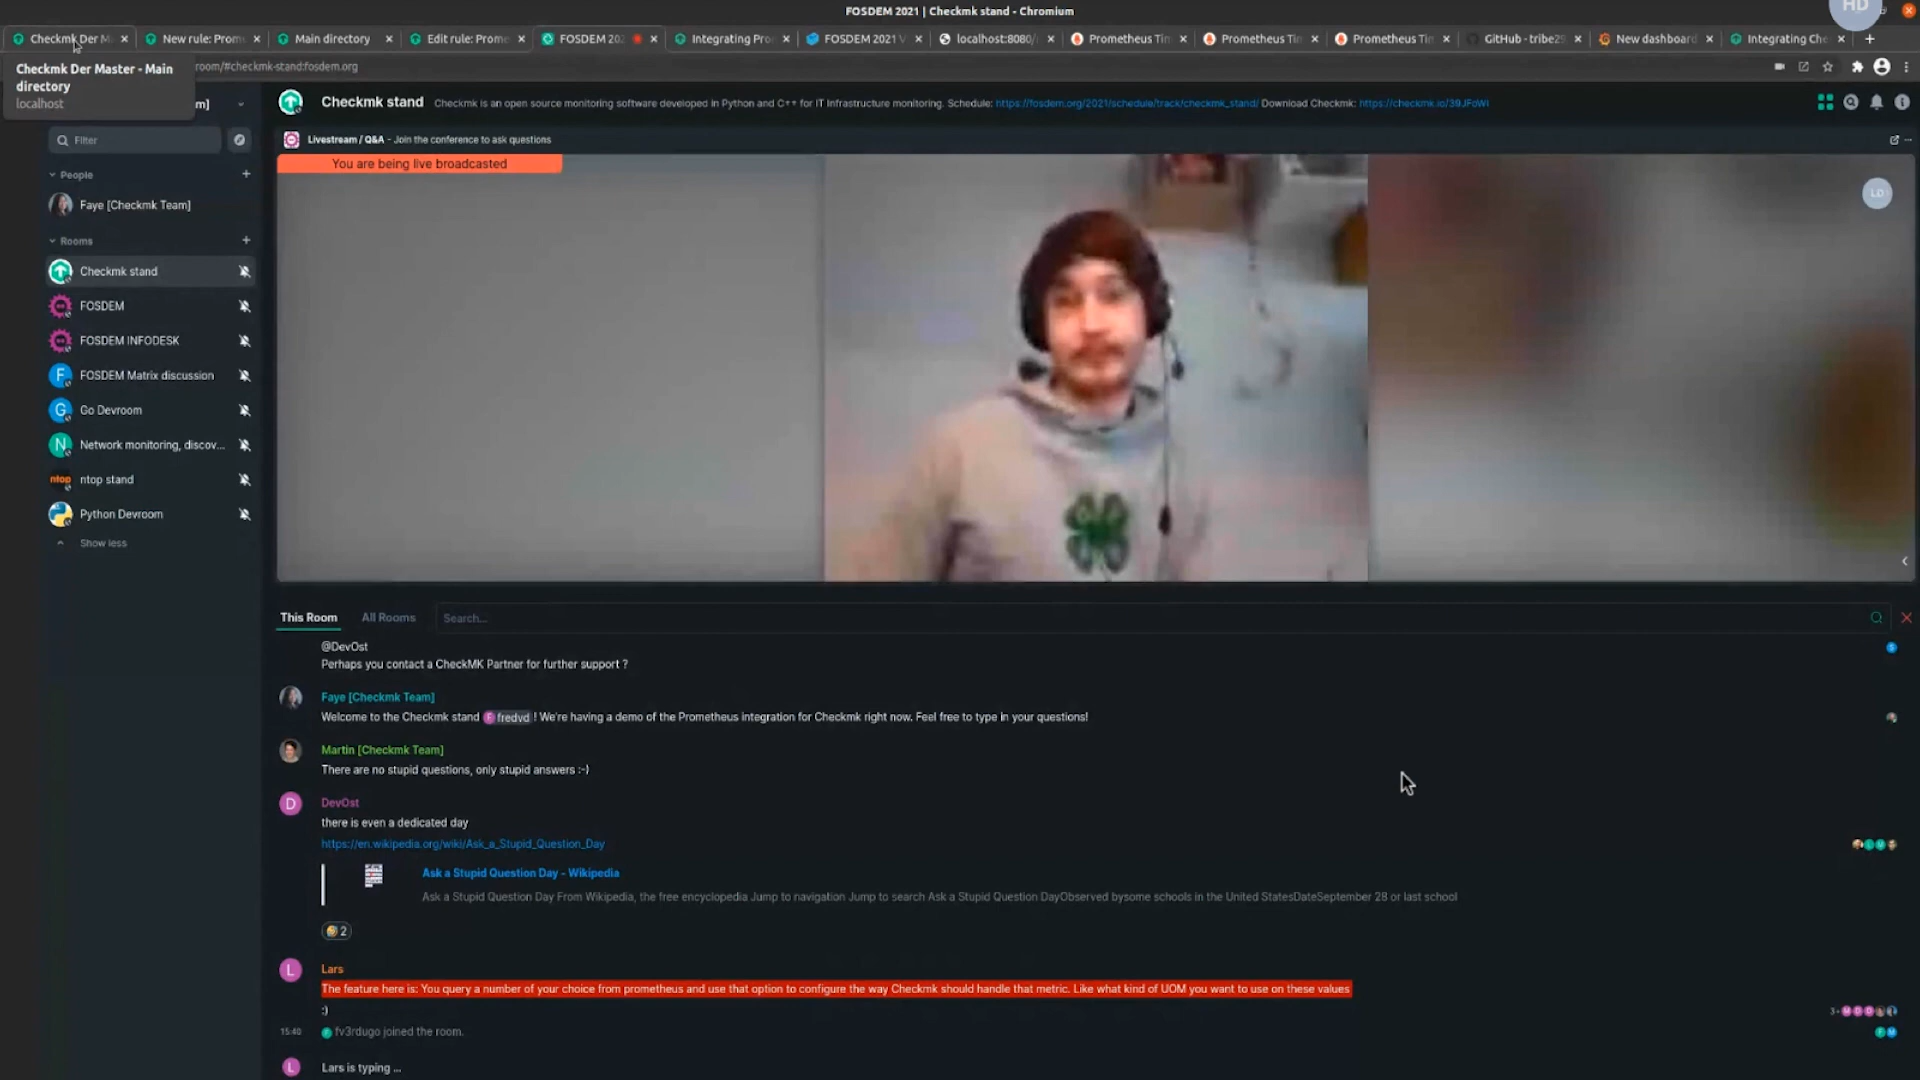 FOSDEM 2021 | Checkmk stand - Chromium
HD
Checkmk Der M
New rule: Prom
Main directory
Edit rule: Prome
FOSDEM 202
Integrating Pro
FOSDEM 2021 V
localhost:8080/
Prometheus Tim
Prometheus Tim
Prometheus Tim
GitHub - tribe29
New dashboard
Integrating Che
Checkmk Der Master - Main
directory
localhost
room/#checkmk-stand:fosdem.org
m]
Checkmk stand
Checkmk is an open source monitoring software developed in Python and C++ for IT Infrastructure monitoring. Schedule: https://fosdem.org/2021/schedule/track/checkmk_stand/ Download Checkmk: https://checkmk.io/39JFoWI
Filter
Livestream / Q&A - Join the conference to ask questions
You are being live broadcasted
LD
People
Faye [Checkmk Team]
Rooms
Checkmk stand
FOSDEM
FOSDEM INFODESK
F
FOSDEM Matrix discussion
G
Go Devroom
N
Network monitoring, discov...
ntop
ntop stand
Python Devroom
Show less
This Room
All Rooms
Search...
@DevOst
Perhaps you contact a CheckMK Partner for further support ?
Faye [Checkmk Team]
Welcome to the Checkmk stand F fredvd ! We're having a demo of the Prometheus integration for Checkmk right now. Feel free to type in your questions!
Martin [Checkmk Team]
There are no stupid questions, only stupid answers :-)
D
DevOst
there is even a dedicated day
https://en.wikipedia.org/wiki/Ask_a_Stupid_Question_Day
Ask a Stupid Question Day - Wikipedia
Ask a Stupid Question Day From Wikipedia, the free encyclopedia Jump to navigation Jump to search Ask a Stupid Question DayObserved bysome schools in the United StatesDateSeptember 28 or last school
2
L
Lars
The feature here is: You query a number of your choice from prometheus and use that option to configure the way Checkmk should handle that metric. Like what kind of UOM you want to use on these values
:)
3+
15:40
fv3rdugo joined the room.
L
Lars is typing ...